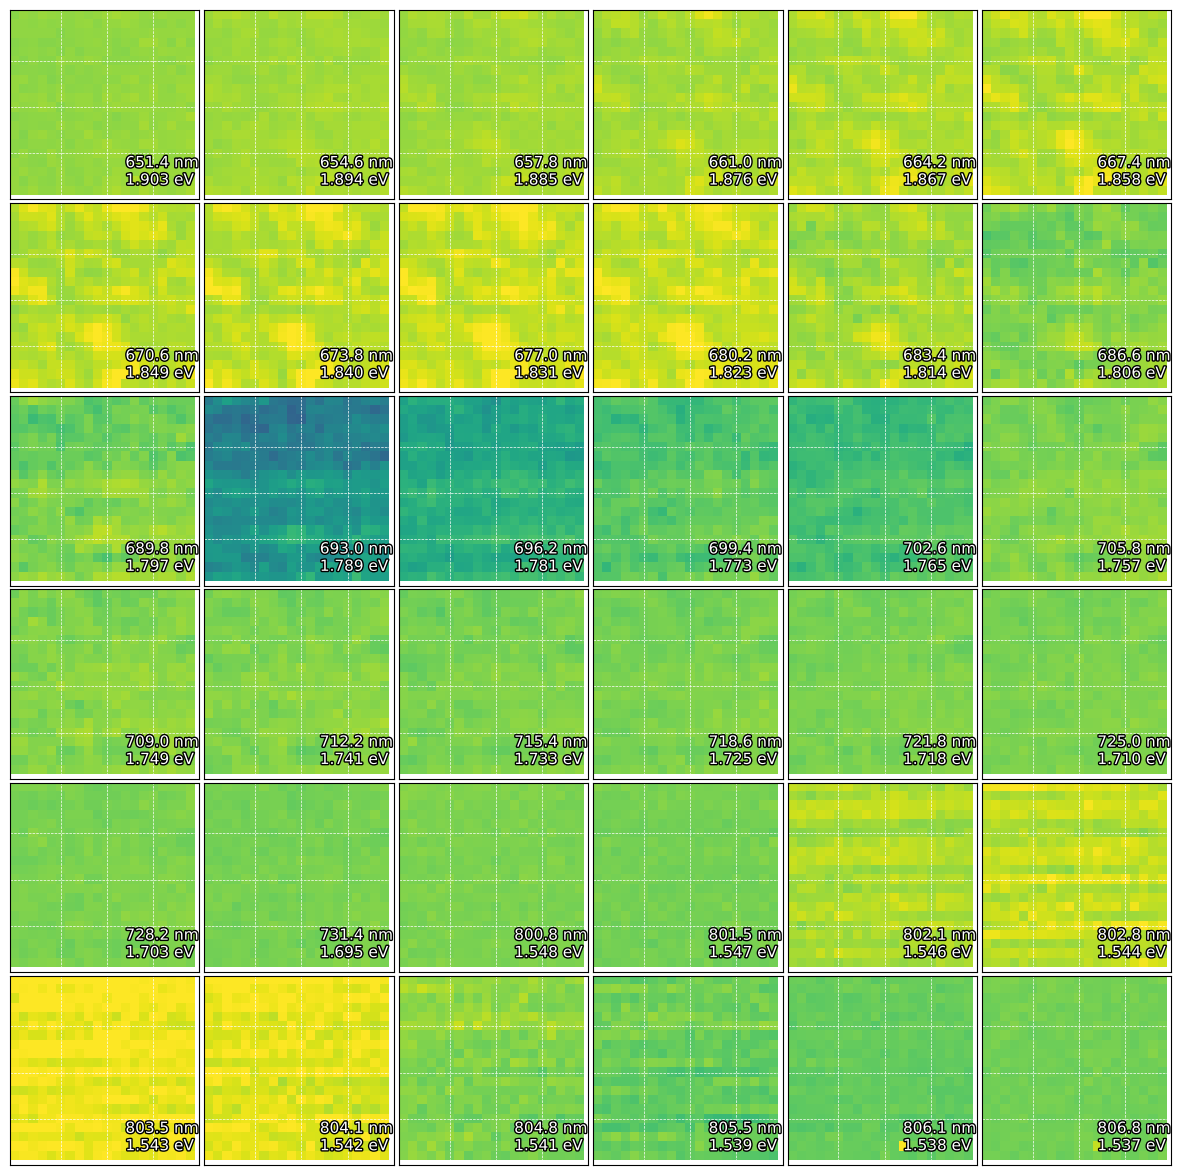 651.4 nm
1.903 eV
654.6 nm
1.894 eV
657.8 nm
1.885 eV
661.0 nm
1.876 eV
664.2 nm
1.867 eV
667.4 nm
1.858 eV
670.6 nm
1.849 eV
673.8 nm
1.840 eV
677.0 nm
1.831 eV
680.2 nm
1.823 eV
683.4 nm
1.814 eV
686.6 nm
1.806 eV
689.8 nm
1.797 eV
693.0 nm
1.789 eV
696.2 nm
1.781 eV
699.4 nm
1.773 eV
702.6 nm
1.765 eV
705.8 nm
1.757 eV
709.0 nm
1.749 eV
712.2 nm
1.741 eV
715.4 nm
1.733 eV
718.6 nm
1.725 eV
721.8 nm
1.718 eV
725.0 nm
1.710 eV
728.2 nm
1.703 eV
731.4 nm
1.695 eV
800.8 nm
1.548 eV
801.5 nm
1.547 eV
802.1 nm
1.546 eV
802.8 nm
1.544 eV
803.5 nm
1.543 eV
804.1 nm
1.542 eV
804.8 nm
1.541 eV
805.5 nm
1.539 eV
806.1 nm
1.538 eV
806.8 nm
1.537 eV